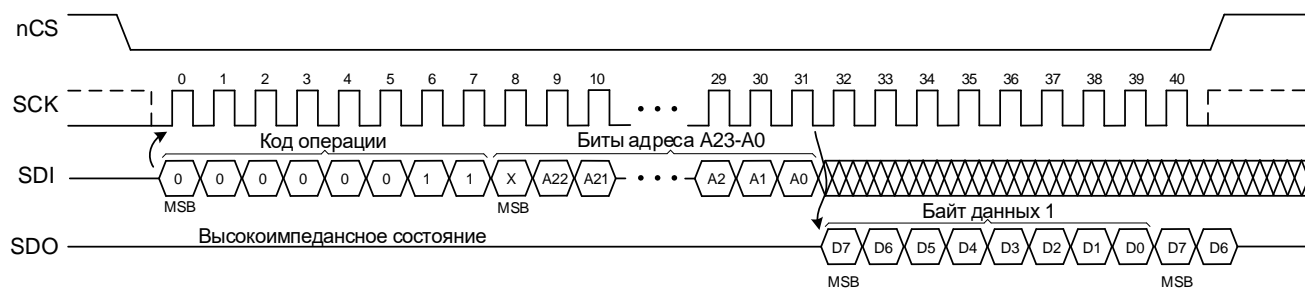 nCS
0 1 2 3 4 5 6 7 8 9 10 29 30 31 32 33 34 35 36 37 38 39 40
SCK
Код операции Биты адреса A23-A0
SDI 0 0 0 0 0 0 1 1 X A22 A21 A2 A1 A0
MSB MSB
Байт данных 1
Высокоимпедансное состояние
SDO D7 D6 D5 D4 D3 D2 D1 D0 D7 D6
MSB MSB